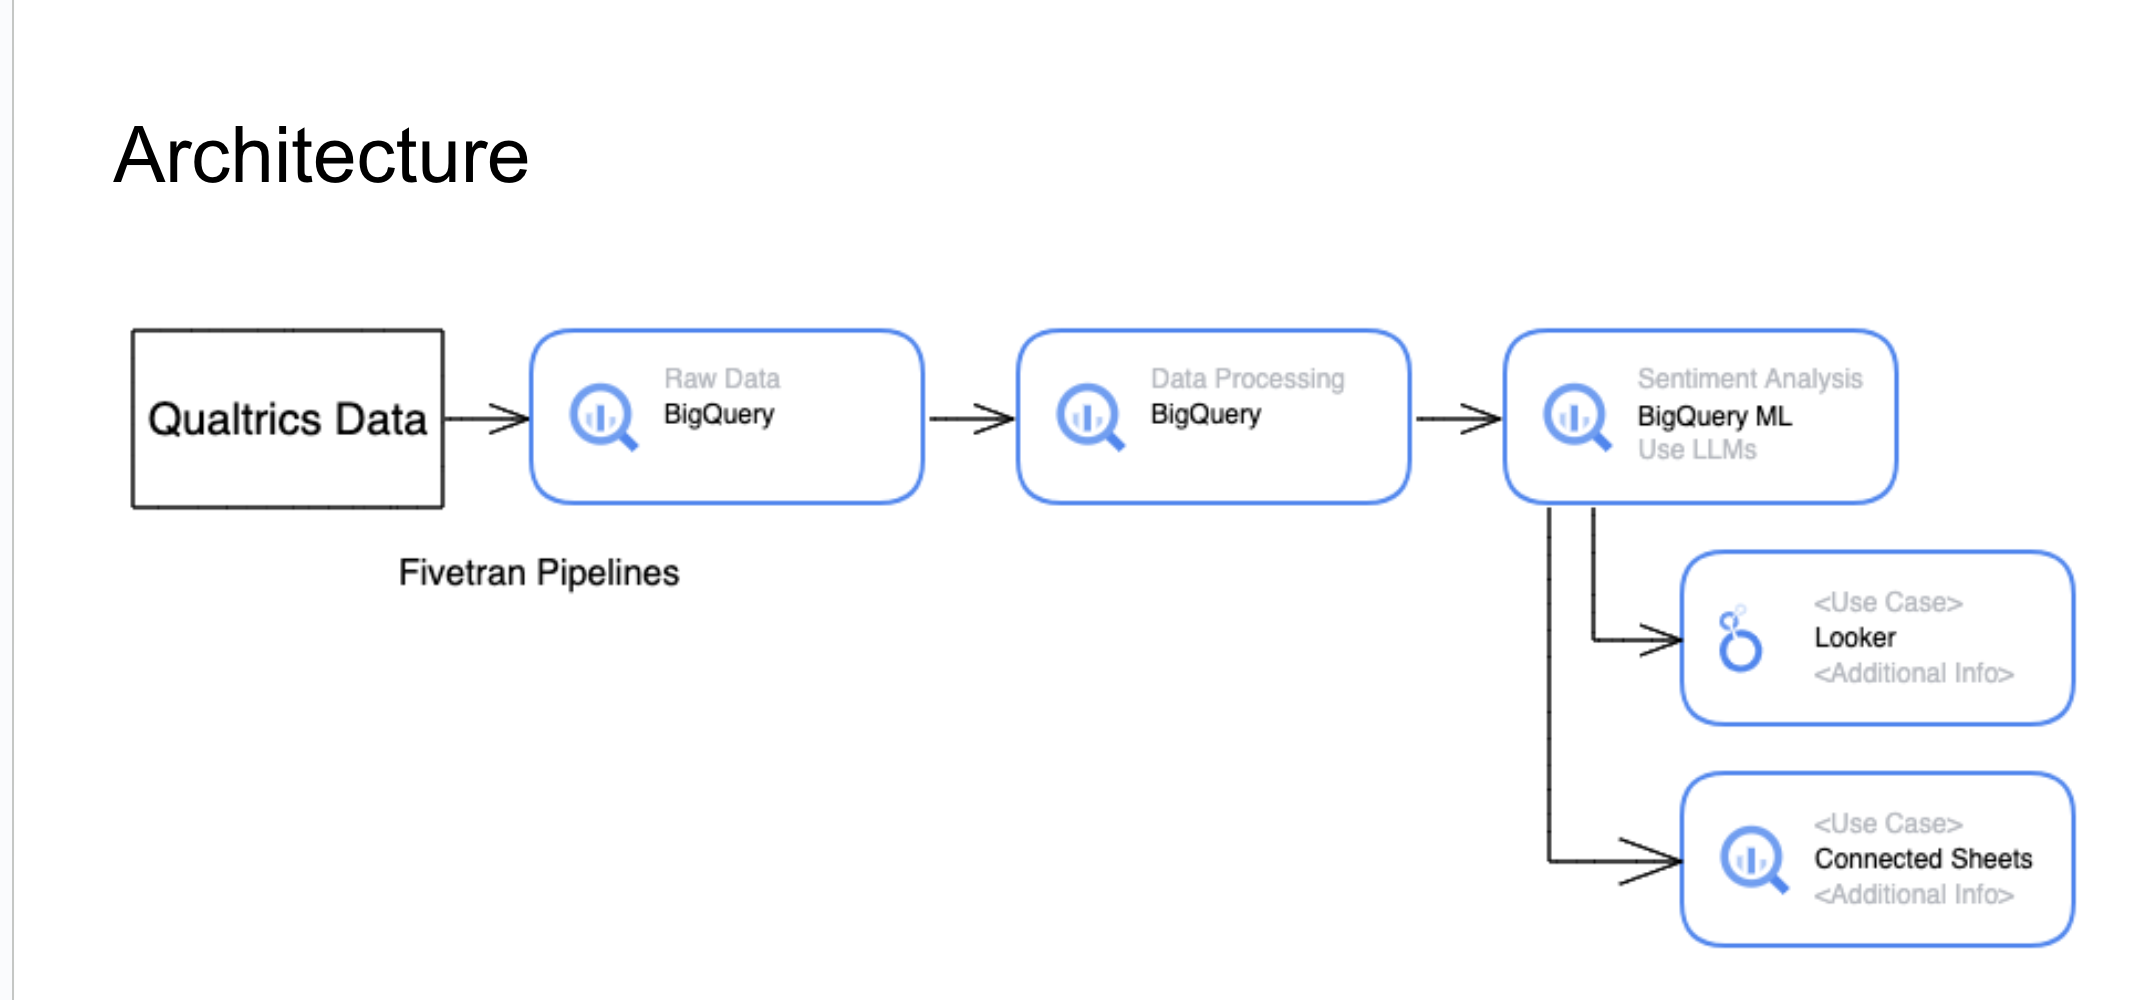 Architecture
Qualtrics Data
Raw Data
BigQuery
Data Processing
BigQuery
Sentiment Analysis
BigQuery ML
Use LLMs
Fivetran Pipelines
<Use Case>
Looker
<Additional Info>
<Use Case>
Connected Sheets
<Additional Info>